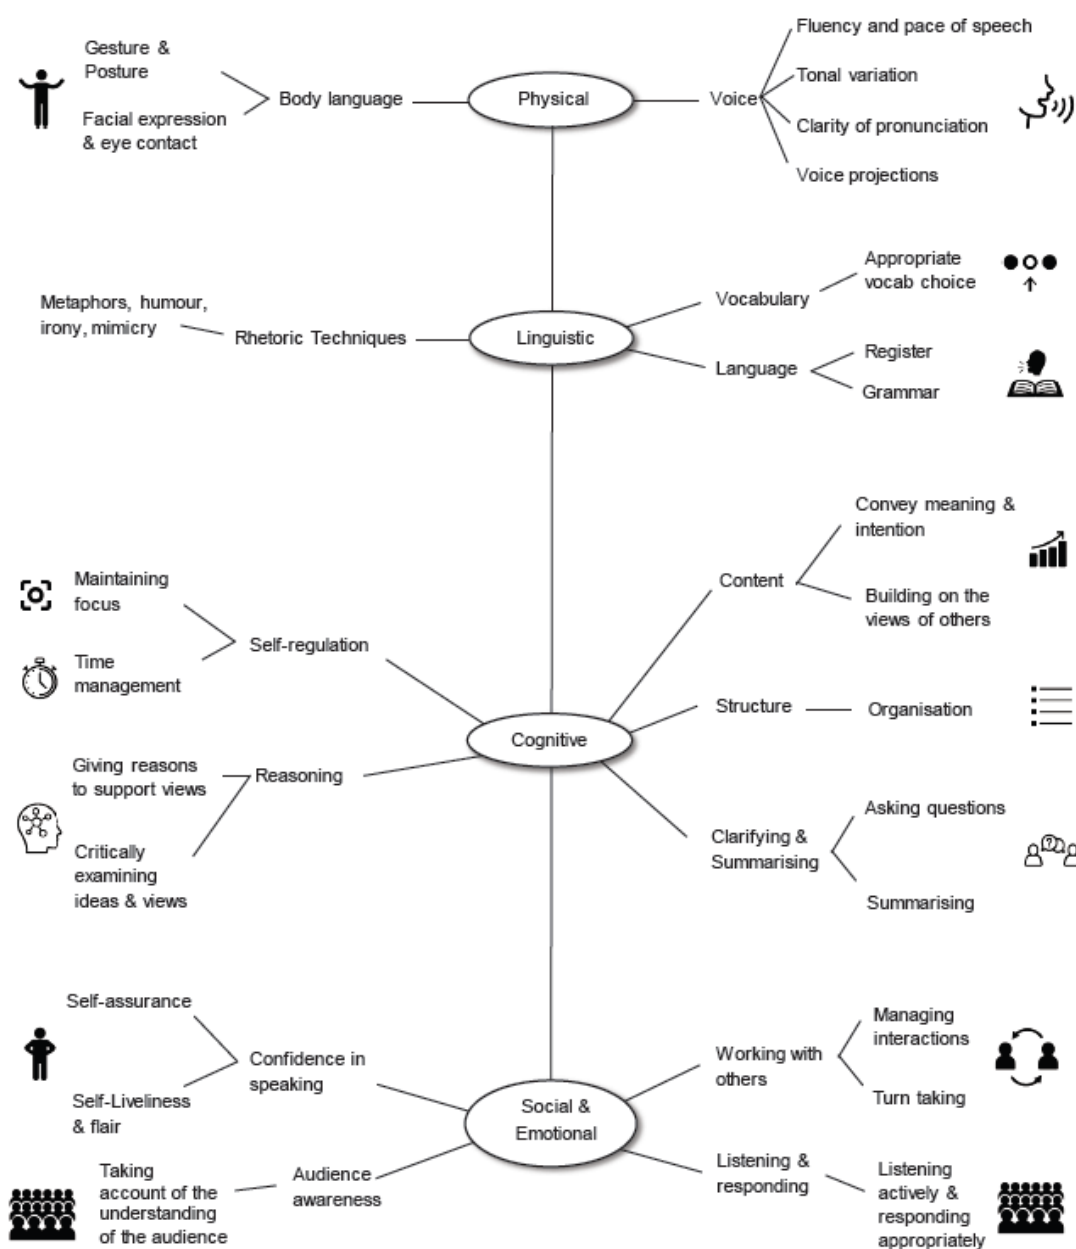 Gesture &
Posture
Facial expression
& eye contact
Body language
Physical
Voice
Fluency and pace of speech
Tonal variation
Clarity of pronunciation
Voice projections
Metaphors, humour,
irony, mimicry
Rhetoric Techniques
Linguistic
Vocabulary
Appropriate
vocab choice
Language
Register
Grammar
Maintaining
focus
Time
management
Self-regulation
Giving reasons
to support views
Critically
examining
ideas & views
Reasoning
Cognitive
Content
Convey meaning &
intention
Building on the
views of others
Structure
Organisation
Clarifying &
Summarising
Asking questions
?
Summarising
Self-assurance
Self-Liveliness
& flair
Confidence in
speaking
Taking
account of the
understanding
of the audience
Audience
awareness
Social &
Emotional
Working with
others
Managing
interactions
Turn taking
Listening &
responding
Listening
actively &
responding
appropriately